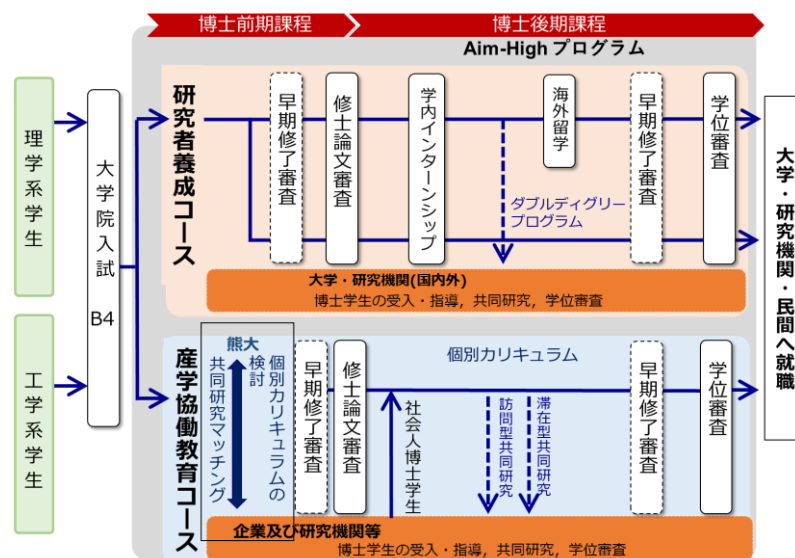 博士前期課程
博士後期課程
Aim-High プログラム
理学系学生
工学系学生
大学院入試 B4
研究者養成コース
早期修了審査
修士論文審査
学内インターンシップ
海外留学
早期修了審査
学位審査
ダブルディグリー
プログラム
大学・研究機関(国内外)
博士学生の受入・指導，共同研究，学位審査
産学協働教育コース
熊大
個別カリキュラムの
検討
共同研究マッチング
早期修了審査
修士論文審査
個別カリキュラム
社会人博士学生
訪問型共同研究
滞在型共同研究
早期修了審査
学位審査
企業及び研究機関等
博士学生の受入・指導，共同研究，学位審査
大学・研究機関・民間へ就職